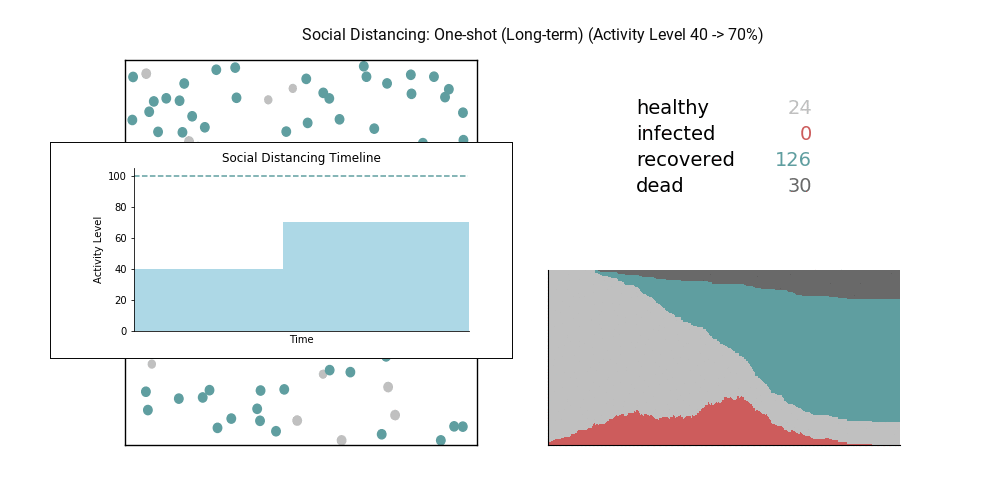 Social Distancing: One-shot (Long-term) (Activity Level 40 -> 70%)
healthy 24
infected 0
recovered 126
dead 30
Social Distancing Timeline
100
80
60
40
20
0
Activity Level
Time